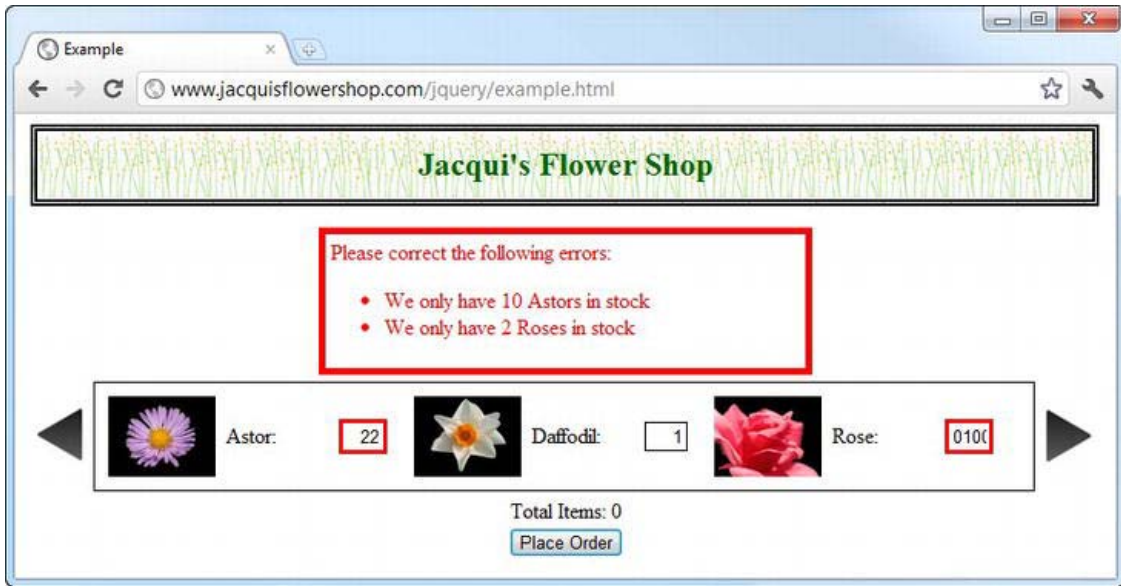 Example
www.jacquisflowershop.com/jquery/example.html
Jacqui's Flower Shop
Please correct the following errors:
• We only have 10 Astors in stock
• We only have 2 Roses in stock
Astor: 22 Daffodil: 1 Rose:
Total Items: 0
Place Order